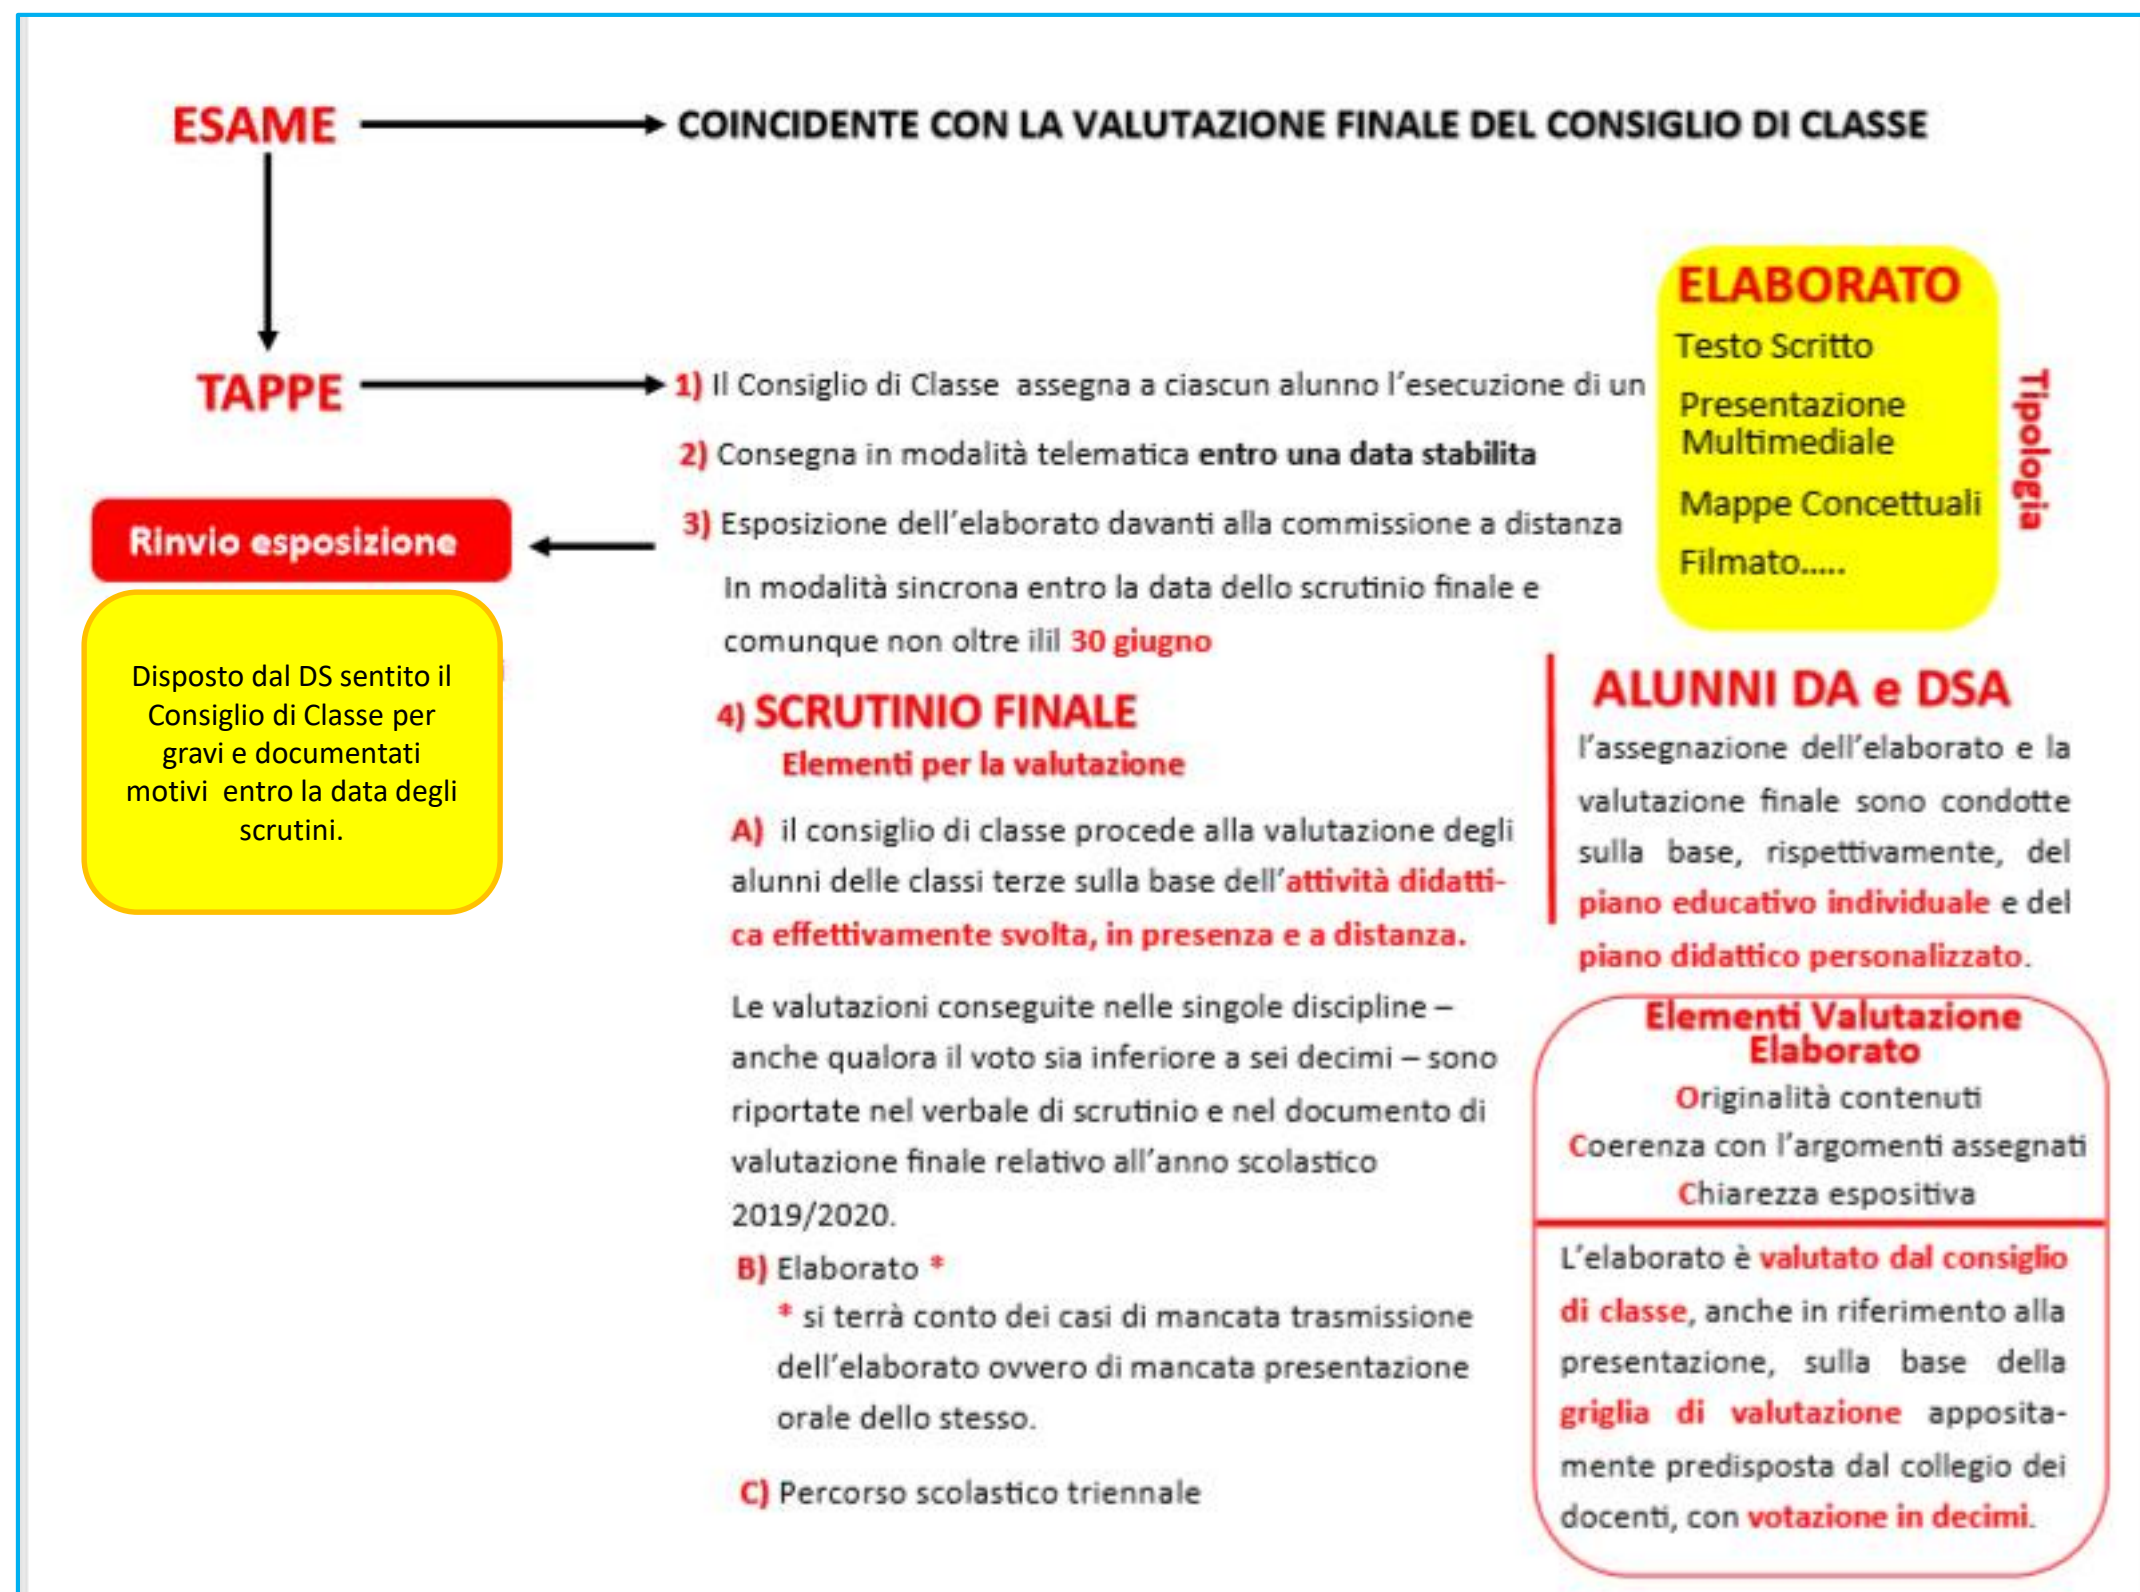 ESAME
COINCIDENTE CON LA VALUTAZIONE FINALE DEL CONSIGLIO DI CLASSE
TAPPE
1) Il Consiglio di Classe assegna a ciascun alunno l'esecuzione di un
ELABORATO
Testo Scritto
Presentazione
Multimediale
Mappe Concettuali
Filmato.....
Tipologia
2) Consegna in modalità telematica entro una data stabilita
3) Esposizione dell'elaborato davanti alla commissione a distanza
In modalità sincrona entro la data dello scrutinio finale e
comunque non oltre ilil 30 giugno
Rinvio esposizione
Disposto dal DS sentito il
Consiglio di Classe per
gravi e documentati
motivi entro la data degli
scrutini.
4) SCRUTINIO FINALE
Elementi per la valutazione
A) il consiglio di classe procede alla valutazione degli
alunni delle classi terze sulla base dell'attività didatti-
ca effettivamente svolta, in presenza e a distanza.
Le valutazioni conseguite nelle singole discipline –
anche qualora il voto sia inferiore a sei decimi – sono
riportate nel verbale di scrutinio e nel documento di
valutazione finale relativo all'anno scolastico
2019/2020.
B) Elaborato *
* si terrà conto dei casi di mancata trasmissione
dell'elaborato ovvero di mancata presentazione
orale dello stesso.
C) Percorso scolastico triennale
ALUNNI DA e DSA
l'assegnazione dell'elaborato e la
valutazione finale sono condotte
sulla base, rispettivamente, del
piano educativo individuale e del
piano didattico personalizzato.
Elementi Valutazione
Elaborato
Originalità contenuti
Coerenza con l'argomenti assegnati
Chiarezza espositiva
L'elaborato è valutato dal consiglio
di classe, anche in riferimento alla
presentazione, sulla base della
griglia di valutazione apposita-
mente predisposta dal collegio dei
docenti, con votazione in decimi.